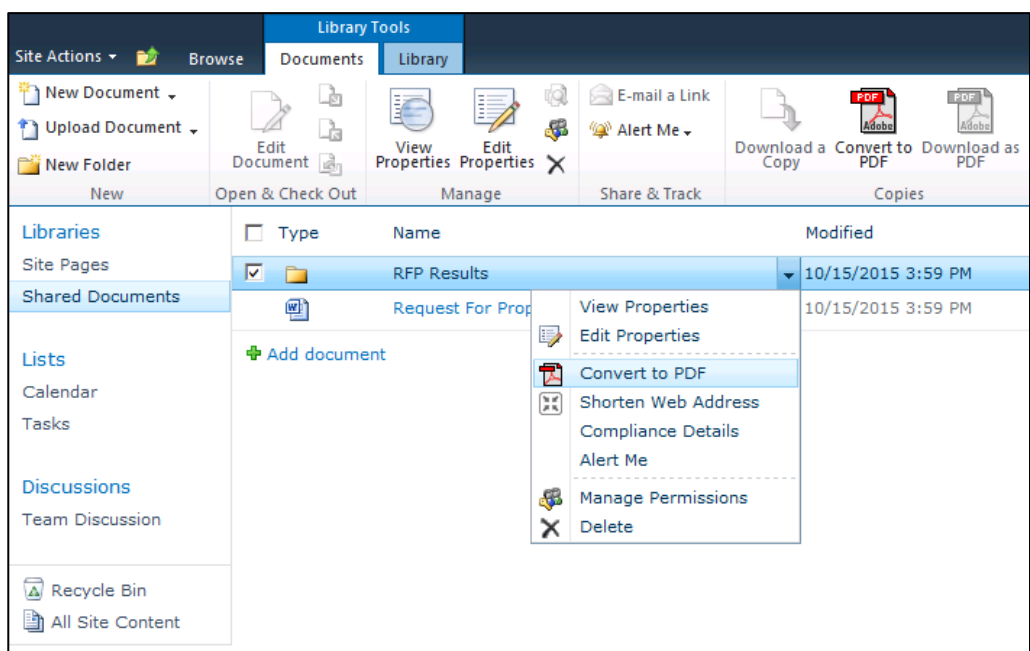 Library Tools
Site Actions Browse Documents Library
New Document
Upload Document
New Folder
New
Edit
Document
Open & Check Out
View
Properties
Edit
Properties
Manage
E-mail a Link
Alert Me
Share & Track
Download a
Copy
PDF
Adobe
Convert to
PDF
PDF
Adobe
Download as
PDF
Copies
Libraries
Site Pages
Shared Documents
Lists
Calendar
Tasks
Discussions
Team Discussion
Recycle Bin
All Site Content
Type Name Modified
RFP Results 10/15/2015 3:59 PM
Request For Prop 10/15/2015 3:59 PM
Add document
View Properties
Edit Properties
Convert to PDF
Shorten Web Address
Compliance Details
Alert Me
Manage Permissions
Delete